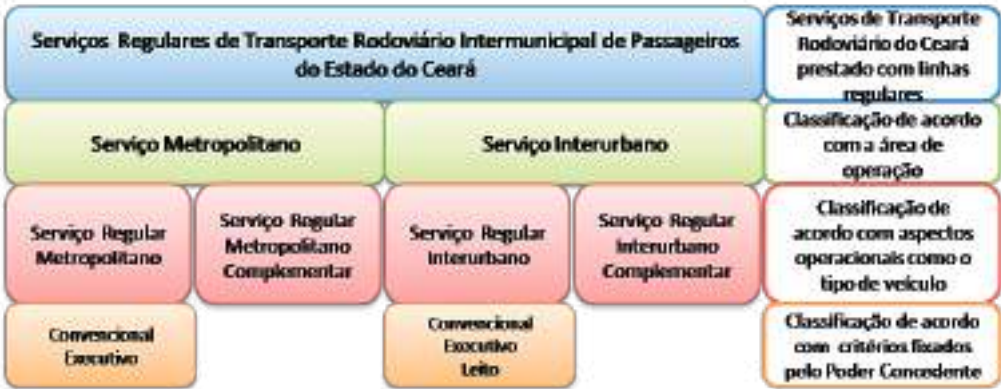 Serviços Regulares de Transporte Rodoviário Intermunicipal de Passageiros
do Estado do Ceará
Serviços de Transporte
Rodoviário do Ceará
prestado com linhas
regulares
Serviço Metropolitano
Serviço Interurbano
Classificação de acordo
com a área de
operação
Serviço Regular
Metropolitano
Serviço Regular
Metropolitano
Complementar
Serviço Regular
Interurbano
Serviço Regular
Interurbano
Complementar
Classificação de
acordo com aspectos
operacionais como o
tipo de veículo
Convencional
Executivo
Convencional
Executivo
Leito
Classificação de acordo
com critérios fixados
pelo Poder Concedente